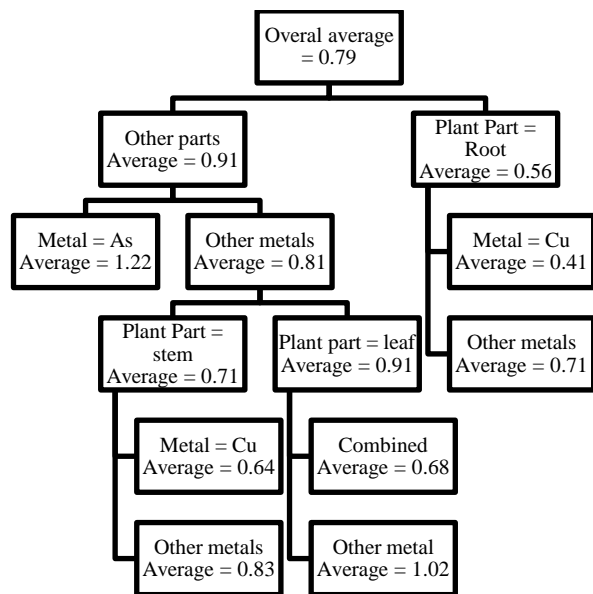 Overal average
= 0.79
Other parts
Average = 0.91
Plant Part =
Root
Average = 0.56
Metal = As
Average = 1.22
Other metals
Average = 0.81
Metal = Cu
Average = 0.41
Plant Part =
stem
Average = 0.71
Plant part = leaf
Average = 0.91
Other metals
Average = 0.71
Metal = Cu
Average = 0.64
Combined
Average = 0.68
Other metals
Average = 0.83
Other metal
Average = 1.02